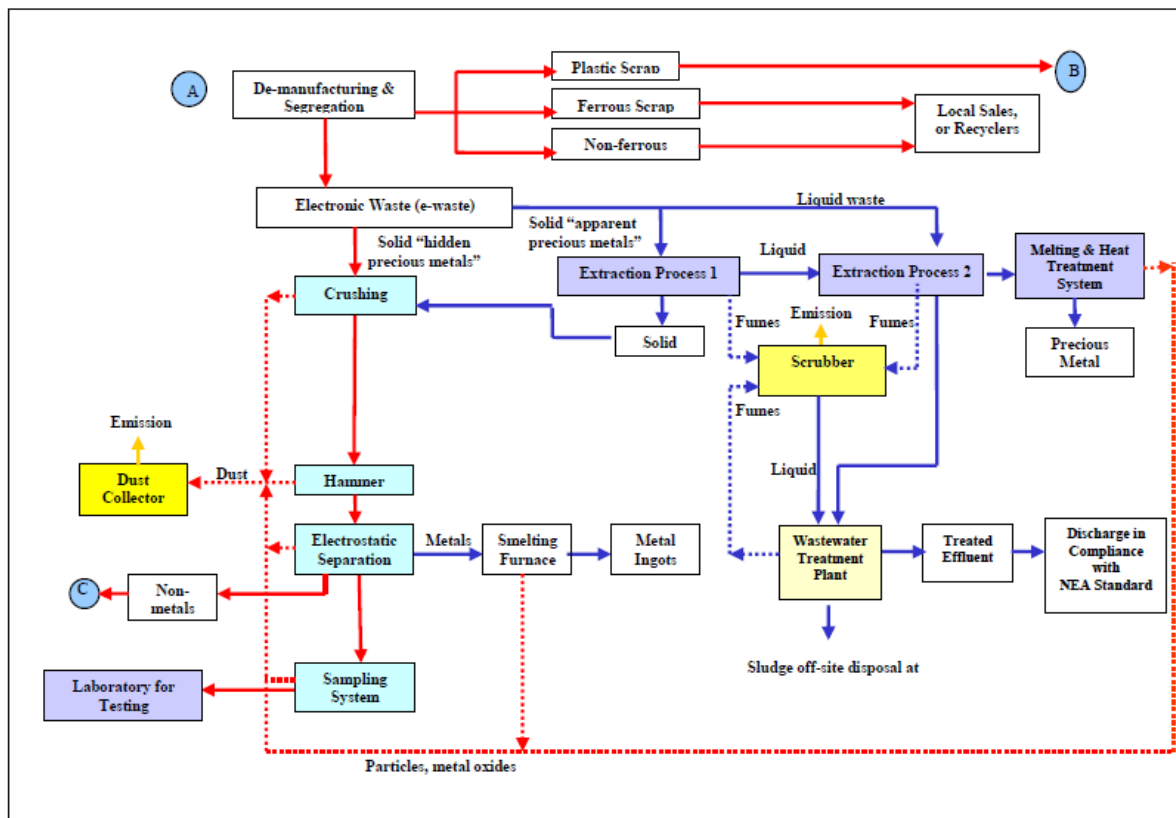 A
De-manufacturing &
Segregation
Plastic Scrap
B
Ferrous Scrap
Local Sales,
or Recyclers
Non-ferrous
Electronic Waste (e-waste)
Liquid waste
Solid "hidden
precious metals"
Solid "apparent
precious metals"
Liquid
Extraction Process 1
Extraction Process 2
Melting & Heat
Treatment
System
Crushing
Solid
Fumes
Emission
Fumes
Precious
Metal
Scrubber
Fumes
Emission
Dust
Collector
Dust
Hammer
Liquid
Electrostatic
Separation
Metals
Smelting
Furnace
Metal
Ingots
Wastewater
Treatment
Plant
Treated
Effluent
Discharge in
Compliance
with
NEA Standard
C
Non-
metals
Sludge off-site disposal at
Laboratory for
Testing
Sampling
System
Particles, metal oxides